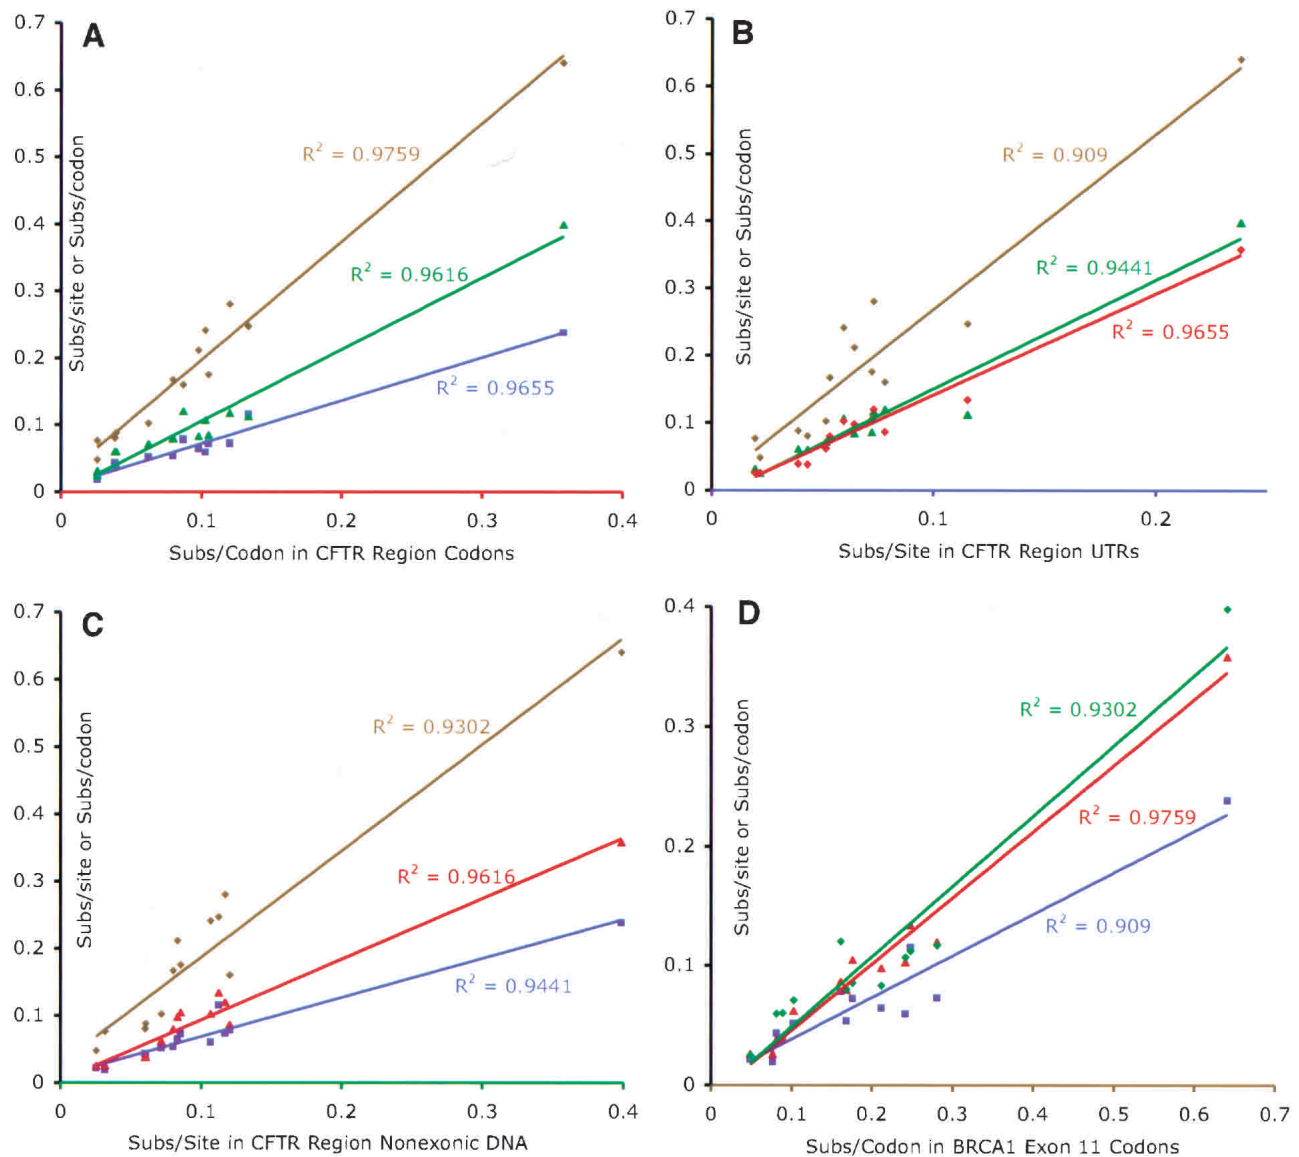 A
0.7
0.6
0.5
0.4
0.3
0.2
0.1
0
Subs/site or Subs/codon
R² = 0.9759
R² = 0.9616
R² = 0.9655
0
0.1
0.2
0.3
0.4
Subs/Codon in CFTR Region Codons
B
0.7
0.6
0.5
0.4
0.3
0.2
0.1
0
Subs/site or Subs/codon
R² = 0.909
R² = 0.9441
R² = 0.9655
0
0.1
0.2
Subs/Site in CFTR Region UTRs
C
0.7
0.6
0.5
0.4
0.3
0.2
0.1
0
Subs/site or Subs/codon
R² = 0.9302
R² = 0.9616
R² = 0.9441
0
0.1
0.2
0.3
0.4
Subs/Site in CFTR Region Nonexonic DNA
D
0.4
0.3
0.2
0.1
0
Subs/site or Subs/codon
R² = 0.9302
R² = 0.9759
R² = 0.909
0
0.1
0.2
0.3
0.4
0.5
0.6
0.7
Subs/Codon in BRCA1 Exon 11 Codons